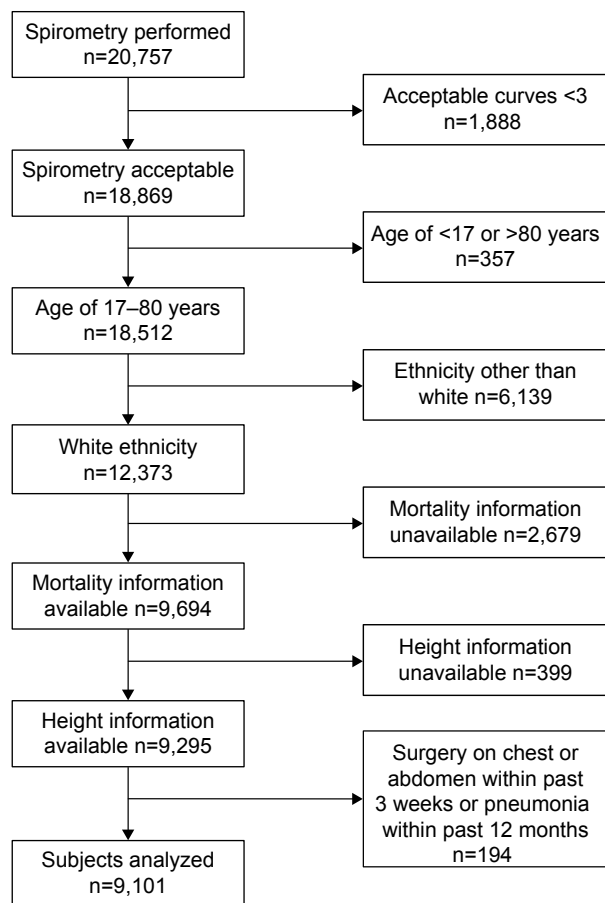 Spirometry performed
n=20,757
Acceptable curves <3
n=1,888
Spirometry acceptable
n=18,869
Age of <17 or >80 years
n=357
Age of 17–80 years
n=18,512
Ethnicity other than
white n=6,139
White ethnicity
n=12,373
Mortality information
unavailable n=2,679
Mortality information
available n=9,694
Height information
unavailable n=399
Height information
available n=9,295
Surgery on chest or
abdomen within past
3 weeks or pneumonia
within past 12 months
n=194
Subjects analyzed
n=9,101